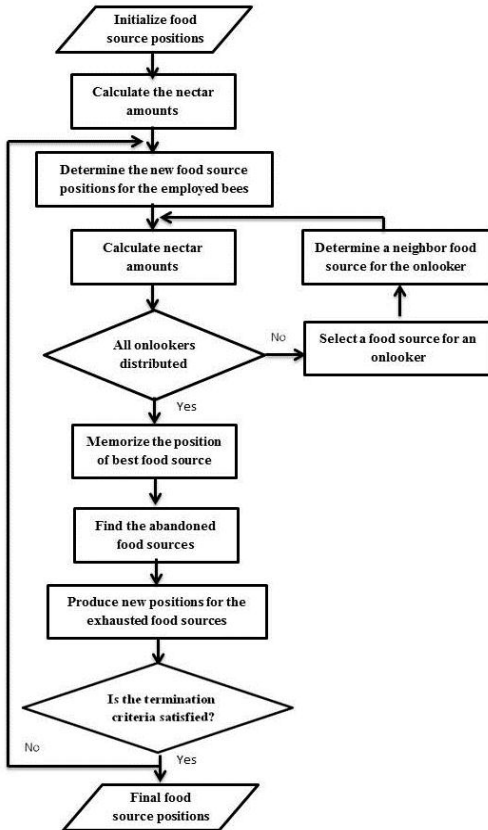 Initialize food
source positions
Calculate the nectar
amounts
Determine the new food source
positions for the employed bees
Calculate nectar
amounts
Determine a neighbor food
source for the onlooker
All onlookers
distributed
No
Select a food source for an
onlooker
Yes
Memorize the position
of best food source
Find the abandoned
food sources
Produce new positions for the
exhausted food sources
Is the termination
criteria satisfied?
No
Yes
Final food
source positions